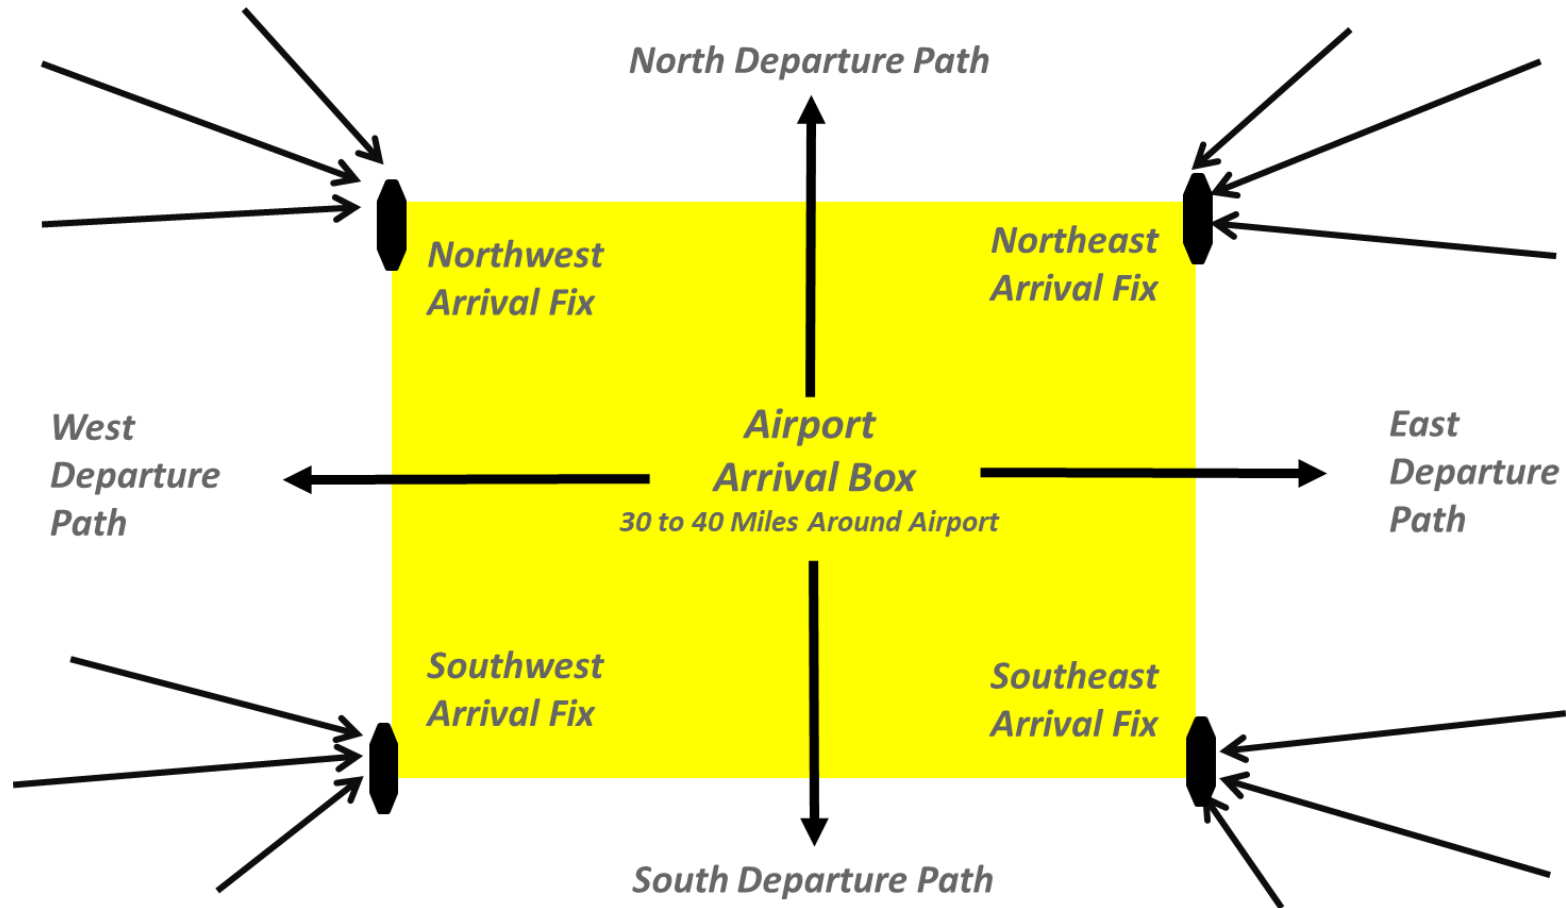 North Departure Path
Northwest
Arrival Fix
Northeast
Arrival Fix
West
Departure
Path
Airport
Arrival Box
30 to 40 Miles Around Airport
East
Departure
Path
Southwest
Arrival Fix
Southeast
Arrival Fix
South Departure Path